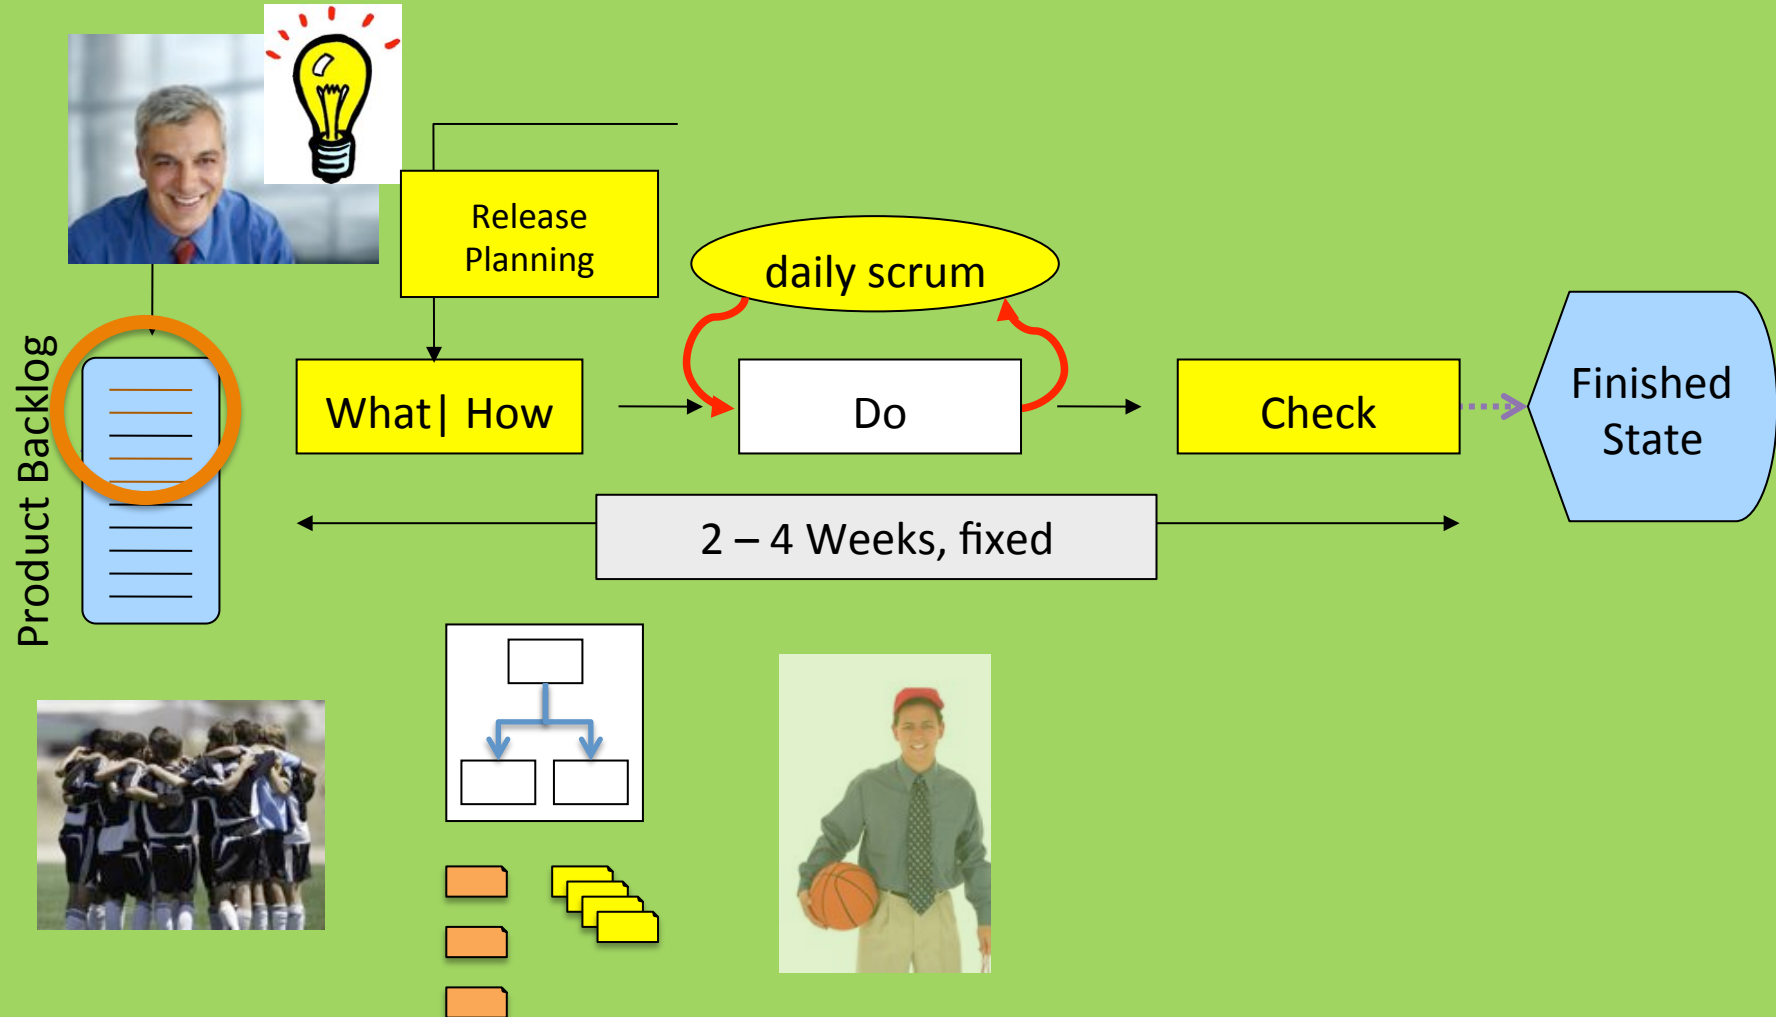 Release
Planning
daily scrum
Product Backlog
What| How
Do
Check
Finished
State
2 – 4 Weeks, fixed